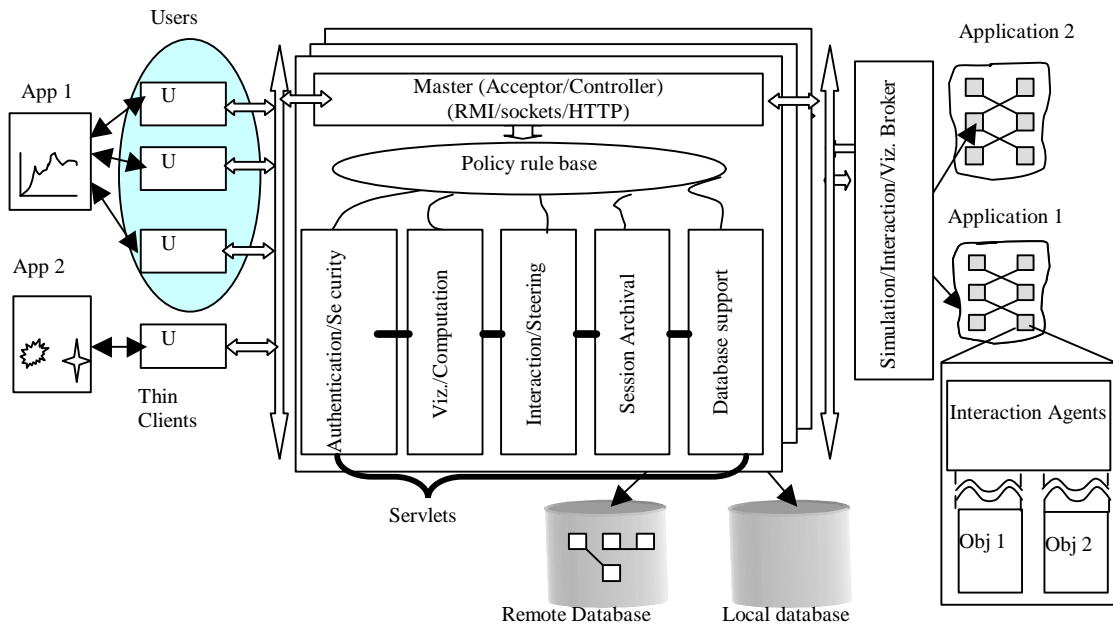 Users
App 1
U
U
U
App 2
U
Thin
Clients
Master (Acceptor/Controller)
(RMI/sockets/HTTP)
Policy rule base
Authentication/Se curity
Viz./Computation
Interaction/Steering
Session Archival
Database support
Servlets
Remote Database
Local database
Simulation/Interaction/Viz. Broker
Application 2
Application 1
Interaction Agents
Obj 1
Obj 2